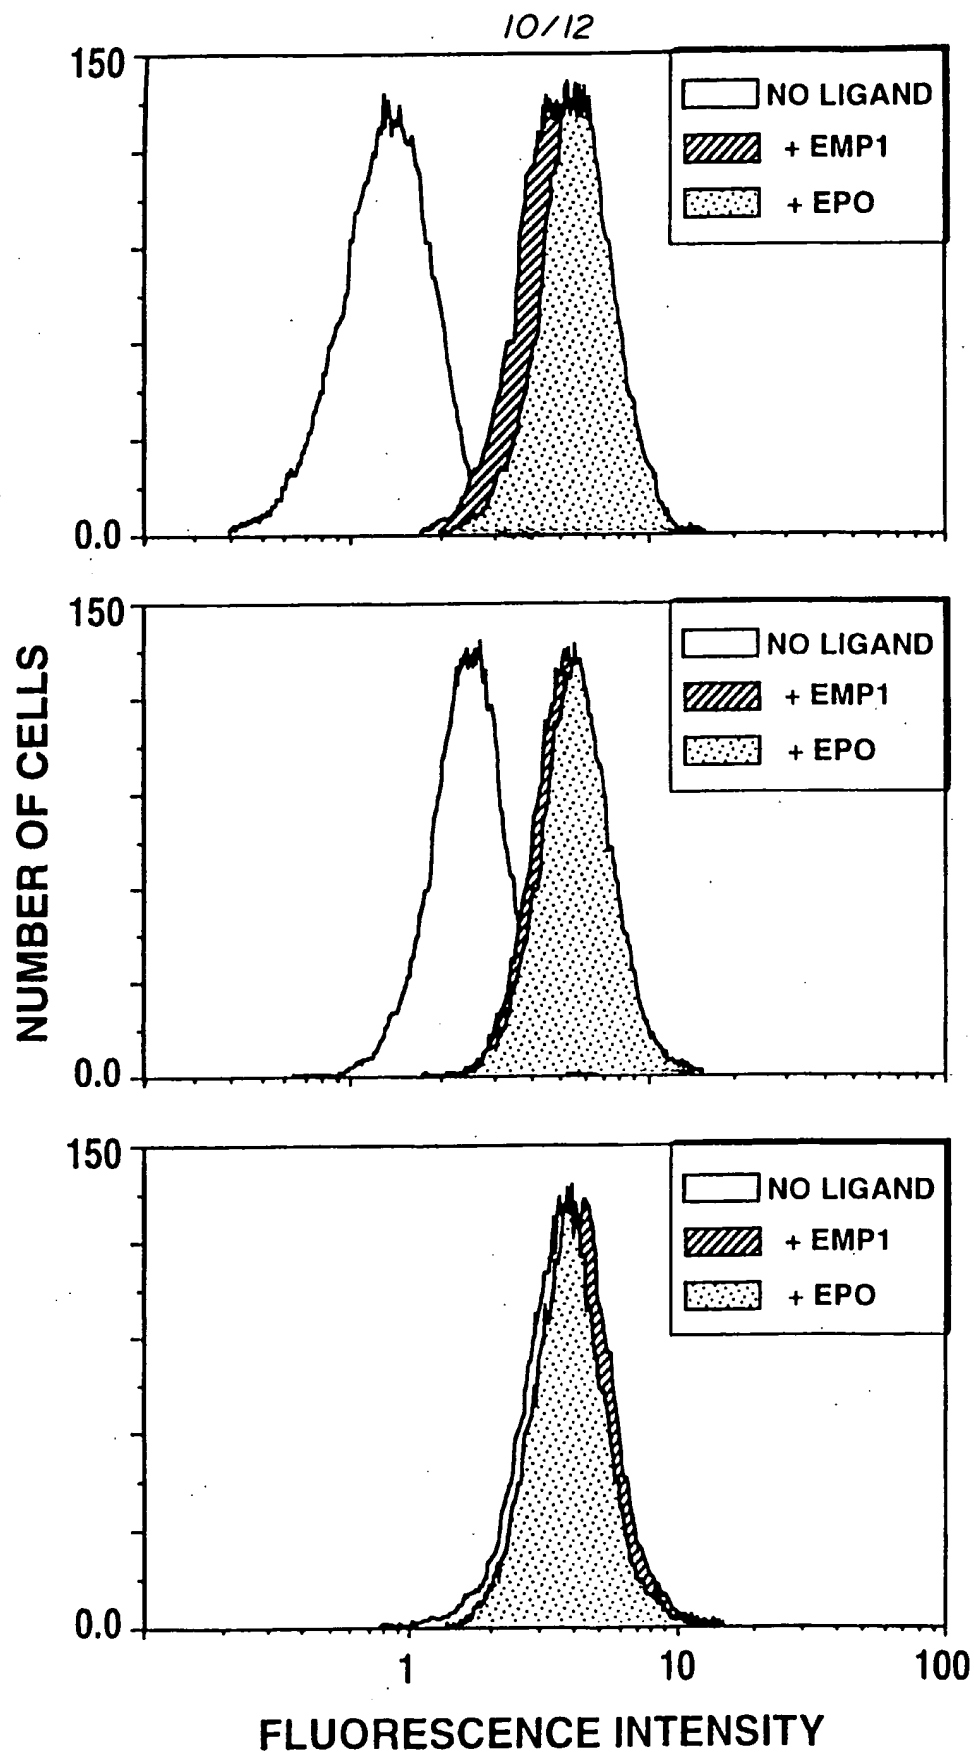 10/12
150
NO LIGAND
+ EMP1
+ EPO
0.0
150
NO LIGAND
+ EMP1
+ EPO
0.0
NUMBER OF CELLS
150
NO LIGAND
+ EMP1
+ EPO
0.0
1 10 100
FLUORESCENCE INTENSITY